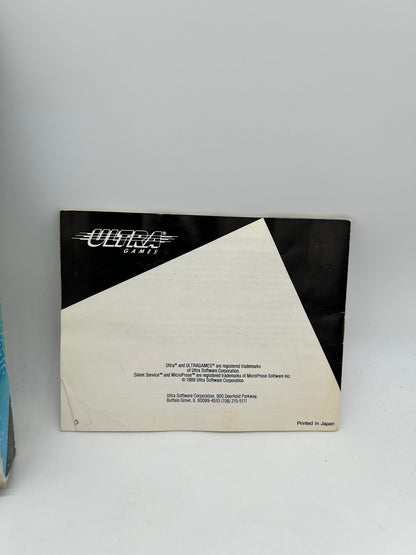 ULTRA
GAMES
Ultra® and ULTRAGAMES® are registered trademarks
of Ultra Software Corporation.
Silent Service™ and MicroProse™ are registered trademarks of MicroProse Software Inc.
© 1989 Ultra Software Corporation.
Ultra Software Corporation. 900 Deerfield Parkway,
Buffalo Grove, IL 60089-4510 (708) 215-5111
Printed in Japan